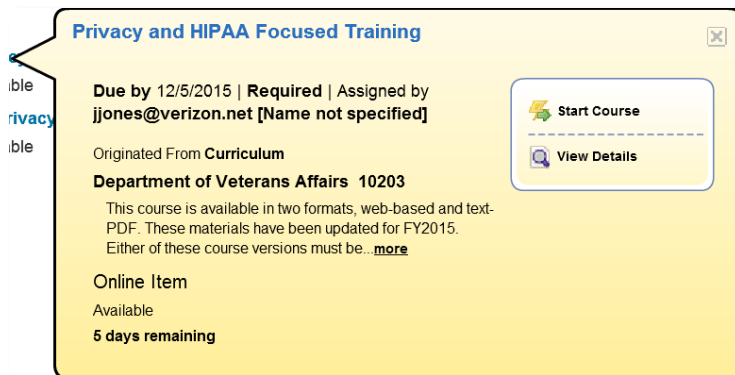 Privacy and HIPAA Focused Training
able
rivacy
able
Due by 12/5/2015 | Required | Assigned by
jjones@verizon.net [Name not specified]
Originated From Curriculum
Department of Veterans Affairs 10203
This course is available in two formats, web-based and text-
PDF. These materials have been updated for FY2015.
Either of these course versions must be...more
Online Item
Available
5 days remaining
Start Course
View Details